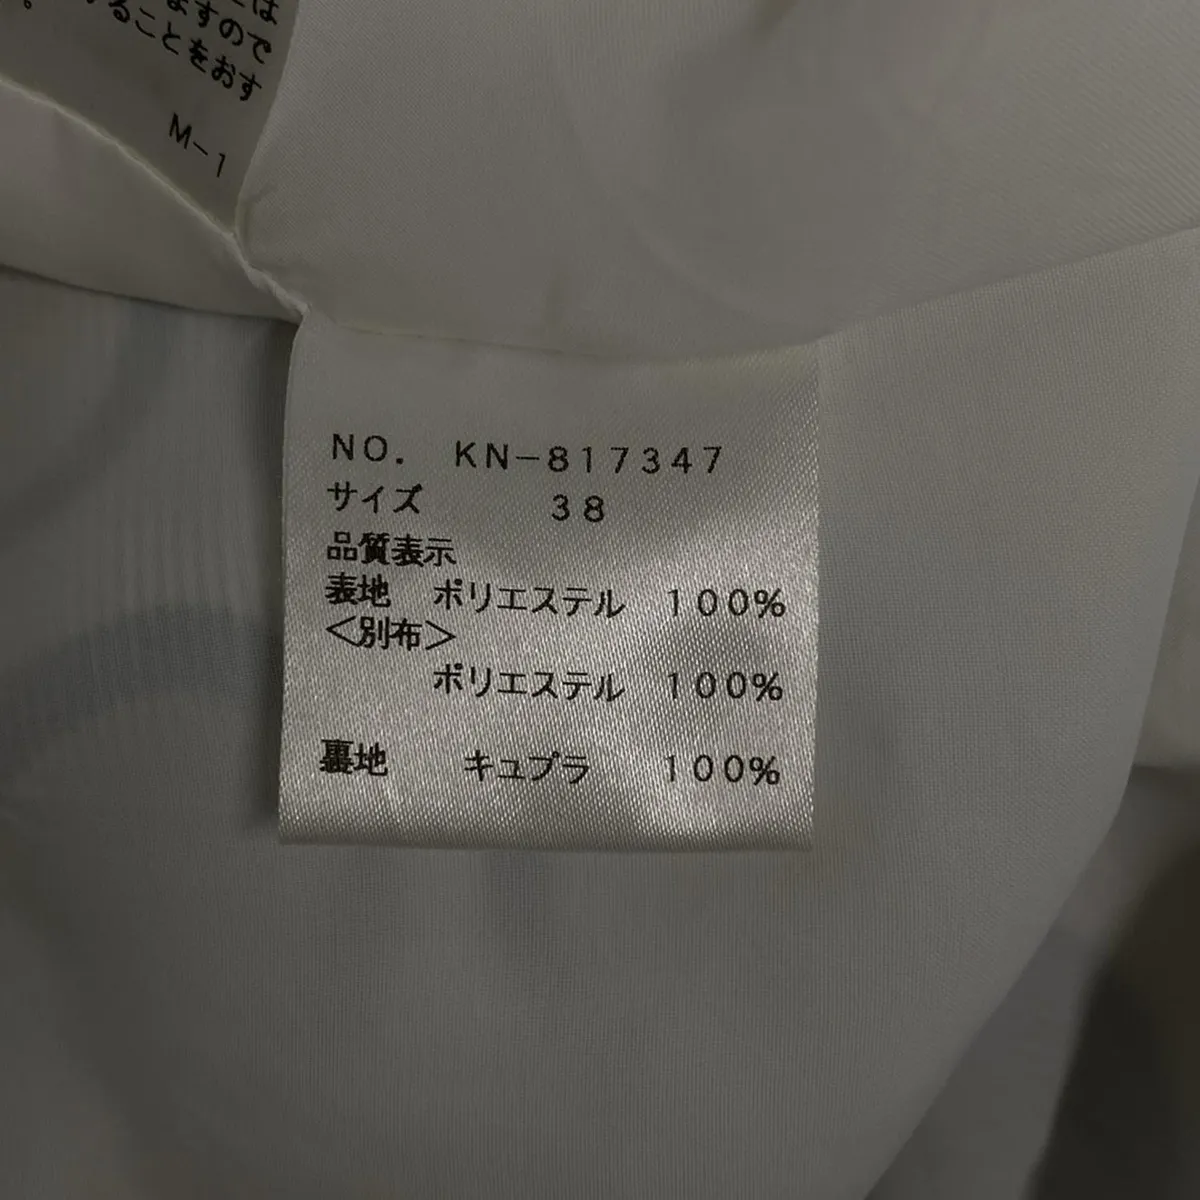 は
ますので
ることをおす
。
M-1
NO. KN-817347
サイズ 38
品質表示
表地 ポリエステル 100%
<別布>
ポリエステル 100%
裏地 キュプラ 100%